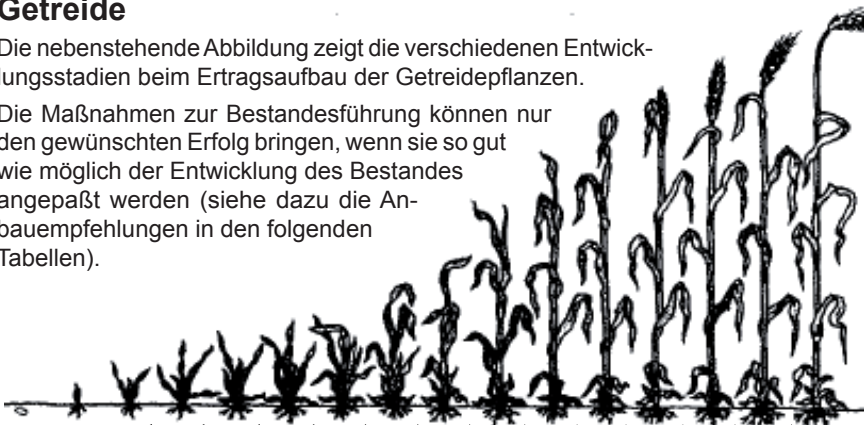 Getreide
Die nebenstehende Abbildung zeigt die verschiedenen Entwick-
lungsstadien beim Ertragsaufbau der Getreidepflanzen.
Die Maßnahmen zur Bestandesführung können nur
den gewünschten Erfolg bringen, wenn sie so gut
wie möglich der Entwicklung des Bestandes
angepaßt werden (siehe dazu die An-
bauempfehlungen in den folgenden
Tabellen).